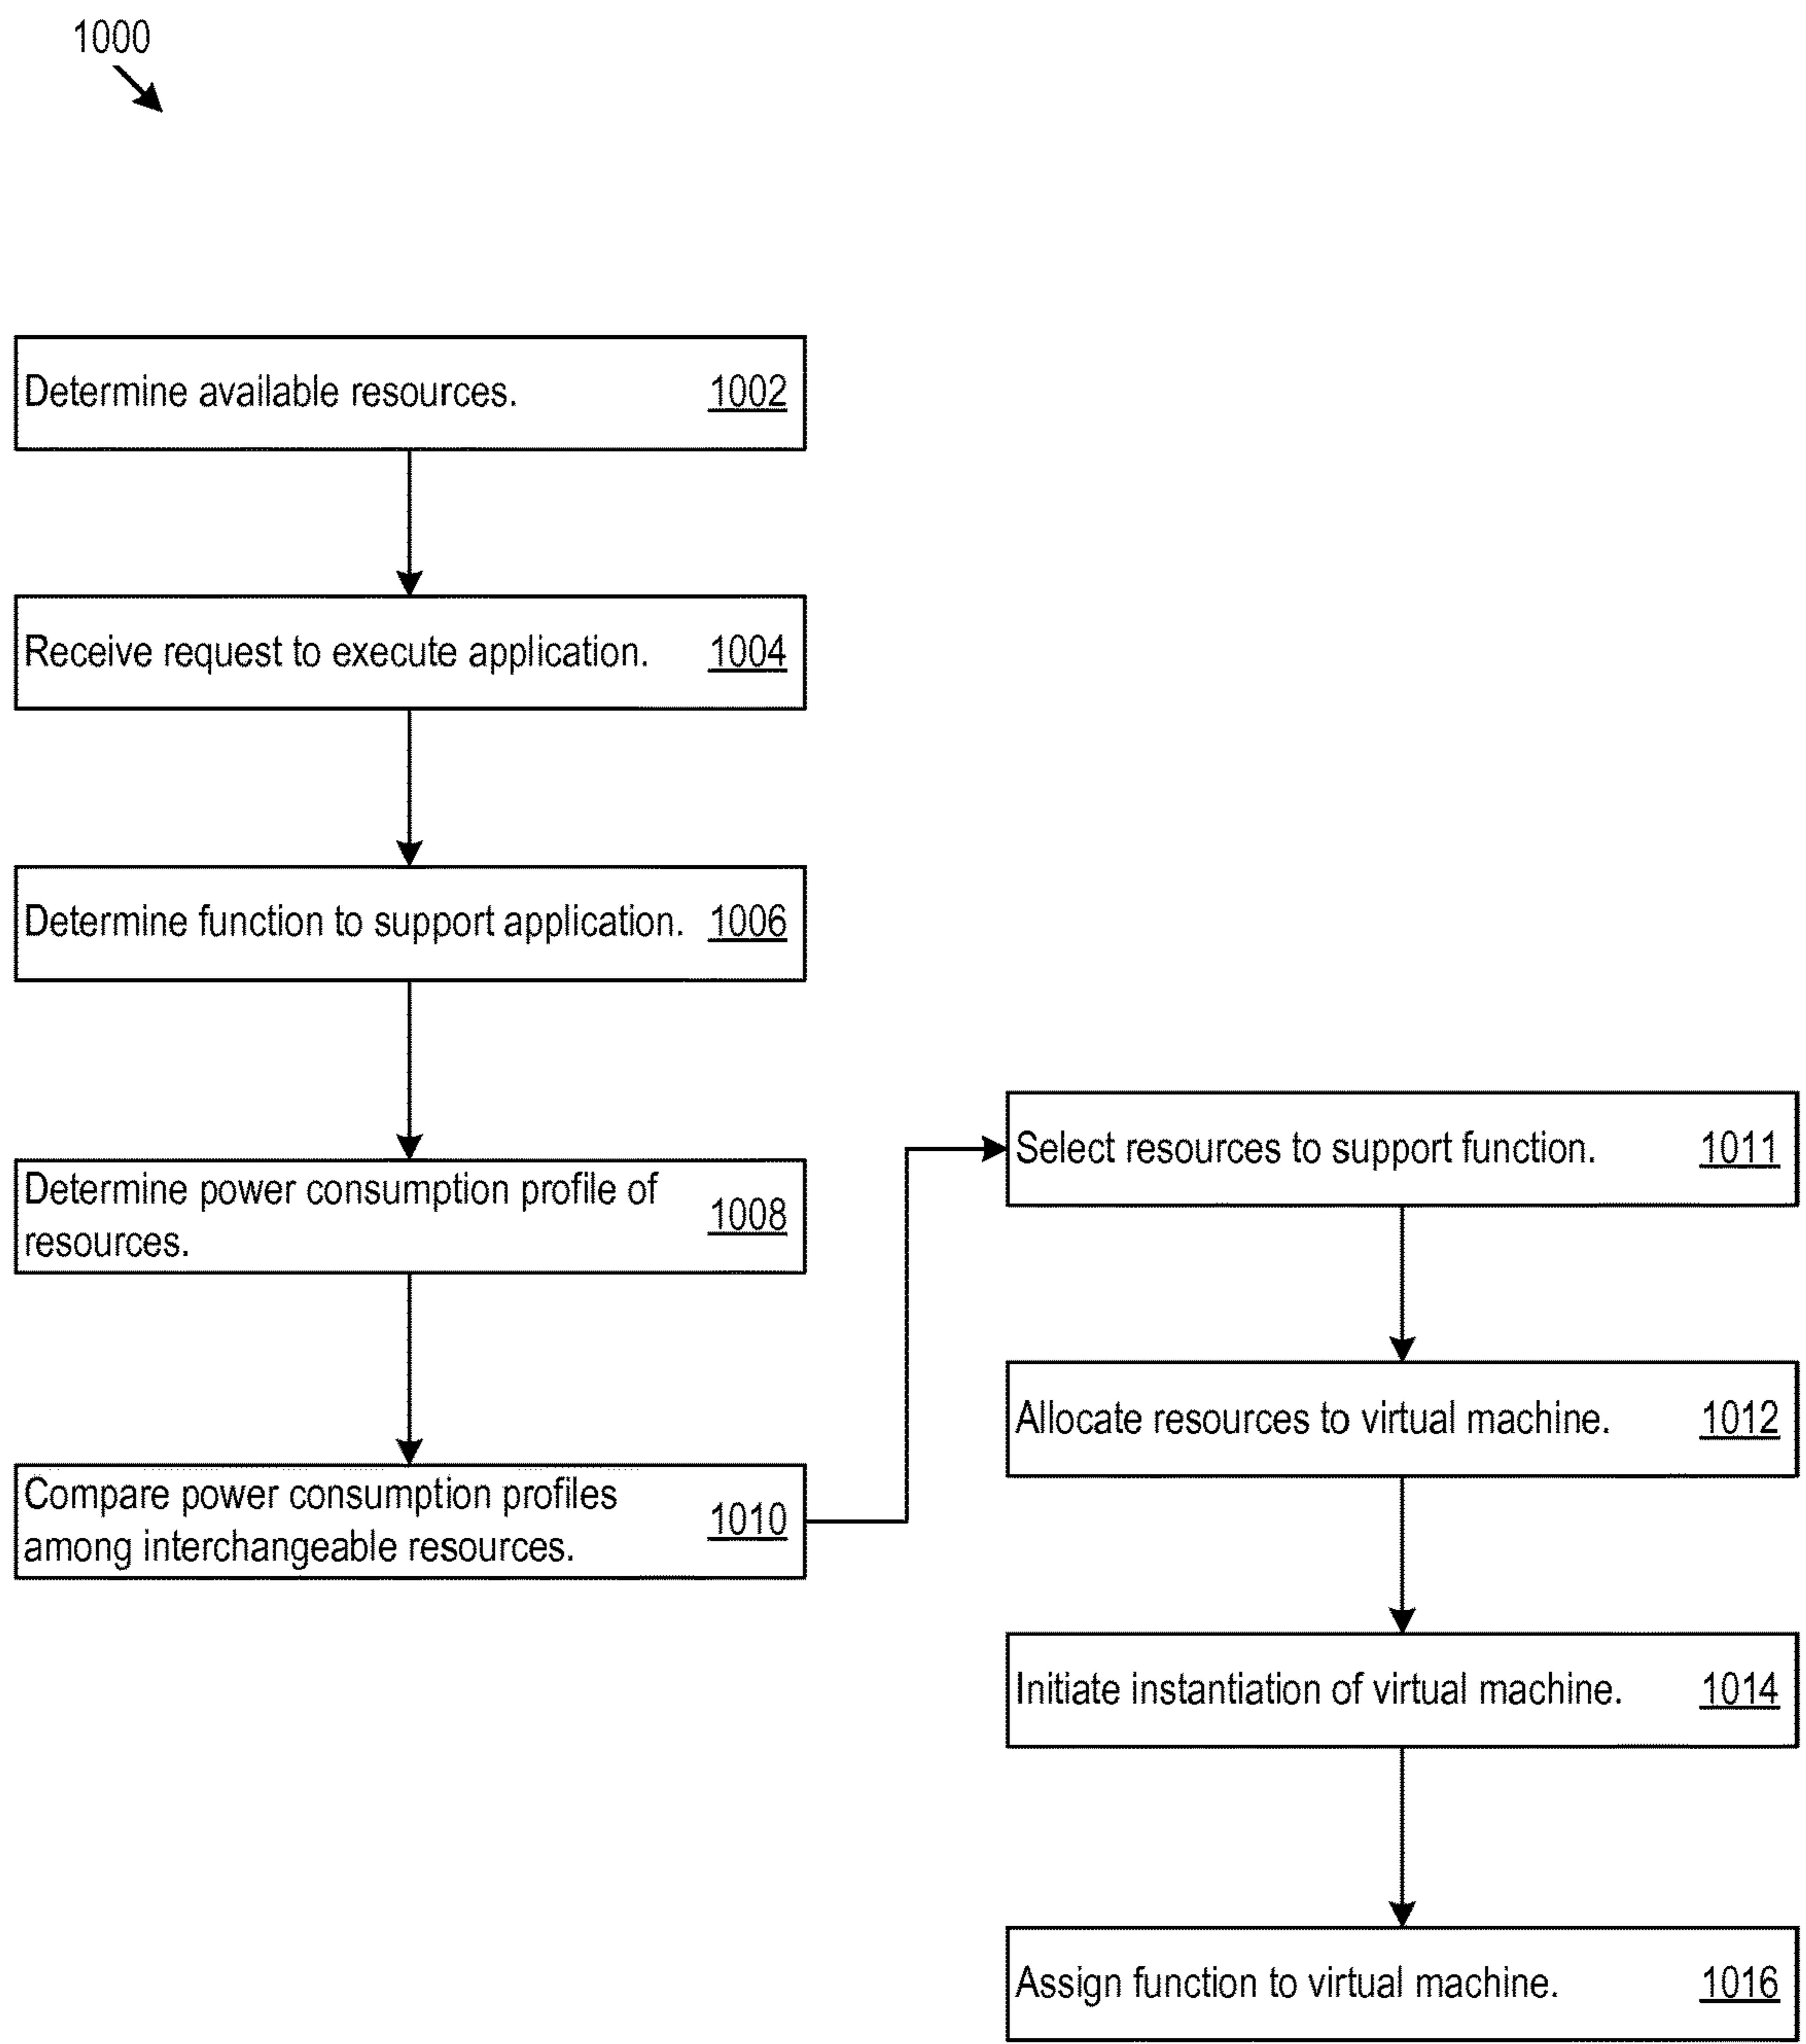 1000
Determine available resources. 1002
Receive request to execute application. 1004
Determine function to support application. 1006
Determine power consumption profile of
resources. 1008
Compare power consumption profiles
among interchangeable resources. 1010
Select resources to support function. 1011
Allocate resources to virtual machine. 1012
Initiate instantiation of virtual machine. 1014
Assign function to virtual machine. 1016